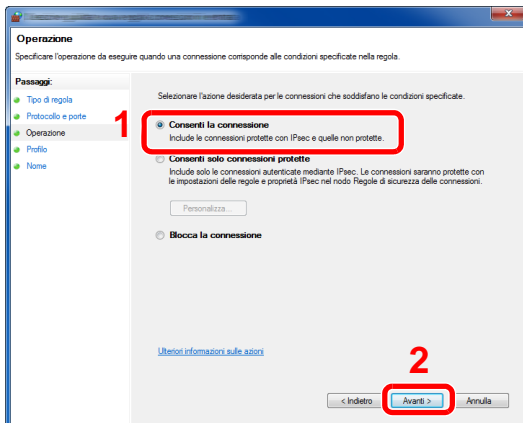 Operazione
Specificare l'operazione da eseguire quando una connessione corrisponde alle condizioni specificate nella regola.
Passaggi:
Tipo di regola
Protocollo e porte
Operazione
Profilo
Nome
Selezionare l'azione desiderata per le connessioni che soddisfano le condizioni specificate.
1
Consenti la connessione
Include le connessioni protette con IPsec e quelle non protette.
Consenti solo connessioni protette
Include solo le connessioni autenticate mediante IPsec. Le connessioni saranno protette con
le impostazioni delle regole e proprietà IPsec nel nodo Regole di sicurezza delle connessioni.
Personalizza...
Blocca la connessione
Ulteriori informazioni sulle azioni
2
< Indietro
Avanti >
Annulla